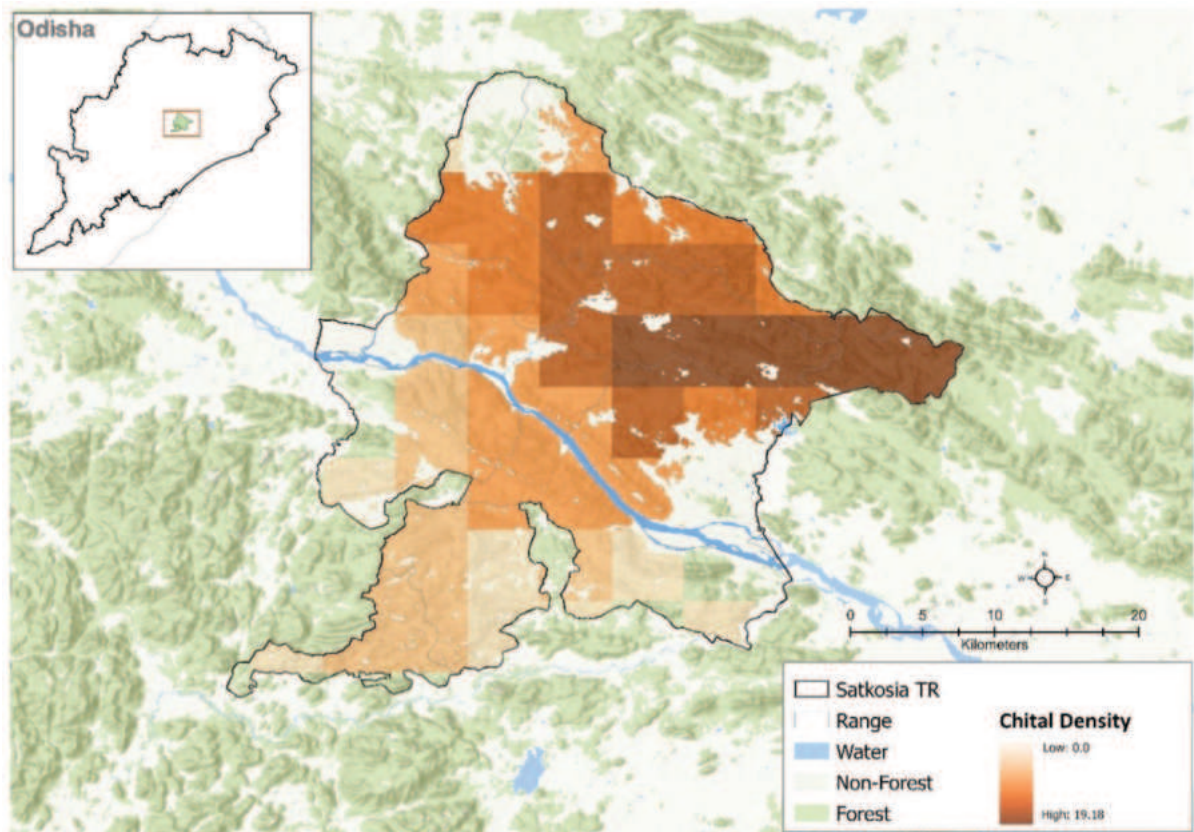 Odisha
N
W
E
S
0
5
10
20
Kilometers
Satkosia TR
Range
Water
Non-Forest
Forest
Chital Density
Low: 0.0
High: 19.18